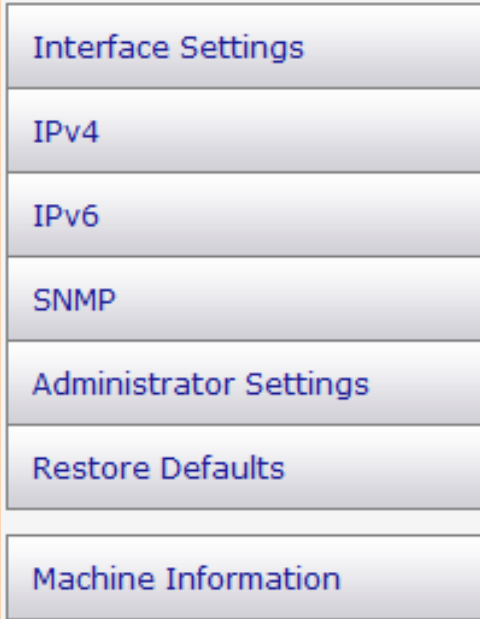 Interface Settings
IPv4
IPv6
SNMP
Administrator Settings
Restore Defaults
Machine Information